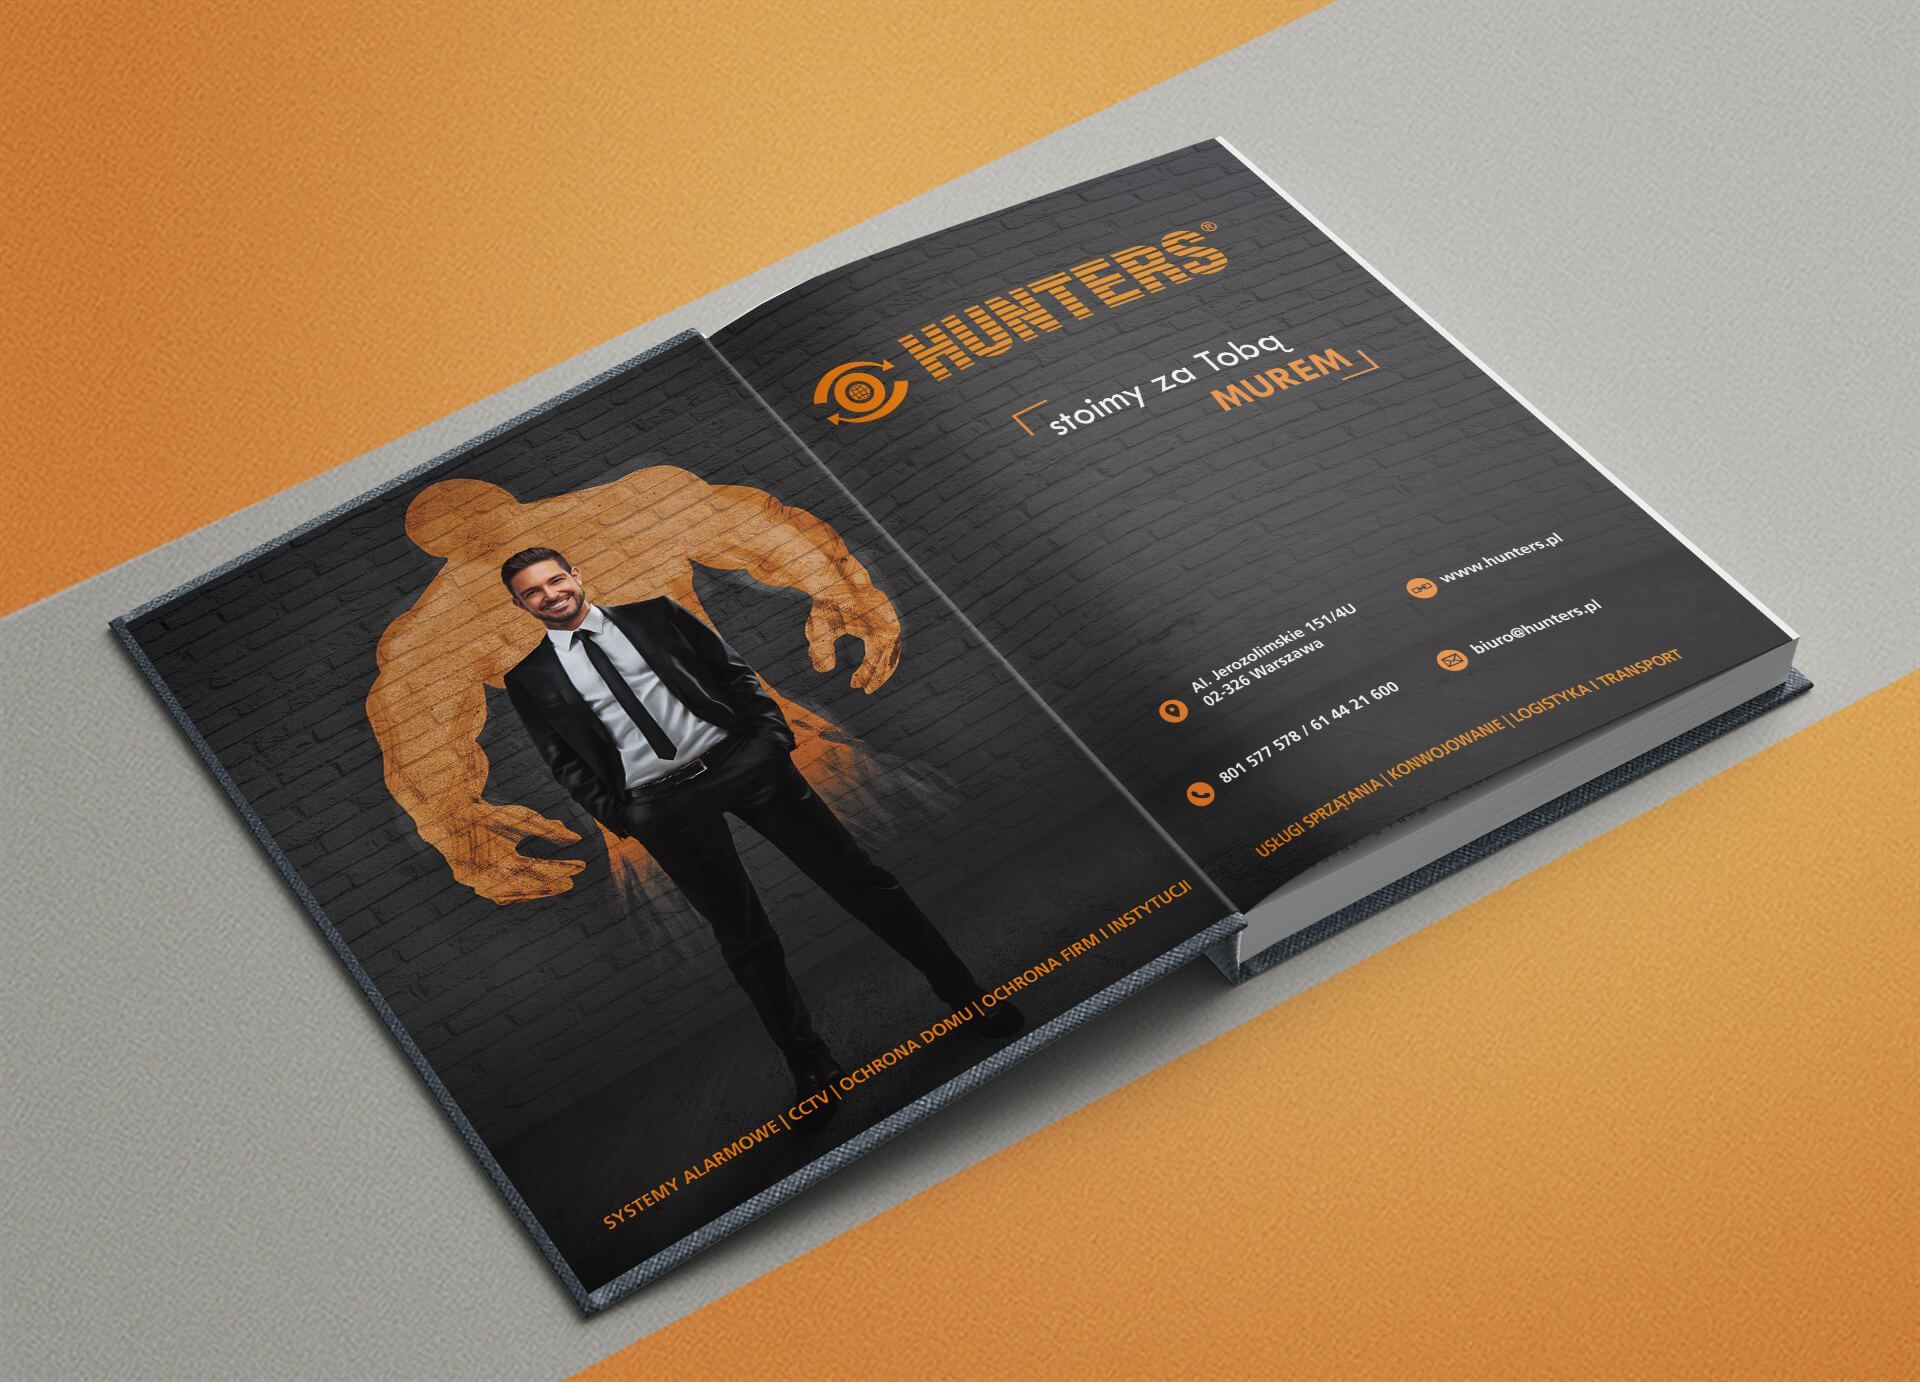 HUNTERS®
stoimy za Tobą
MUREM
Al. Jerozolimskie 151/4U
02-326 Warszawa
www.hunters.pl
801 577 578 / 61 44 21 600
biuro@hunters.pl
SYSTEMY ALARMOWE | CCTV | OCHRONA DOMU | OCHRONA FIRM I INSTYTUCJI
USŁUGI SPRZĄTANIA | KONWOJOWANIE | LOGISTYKA I TRANSPORT